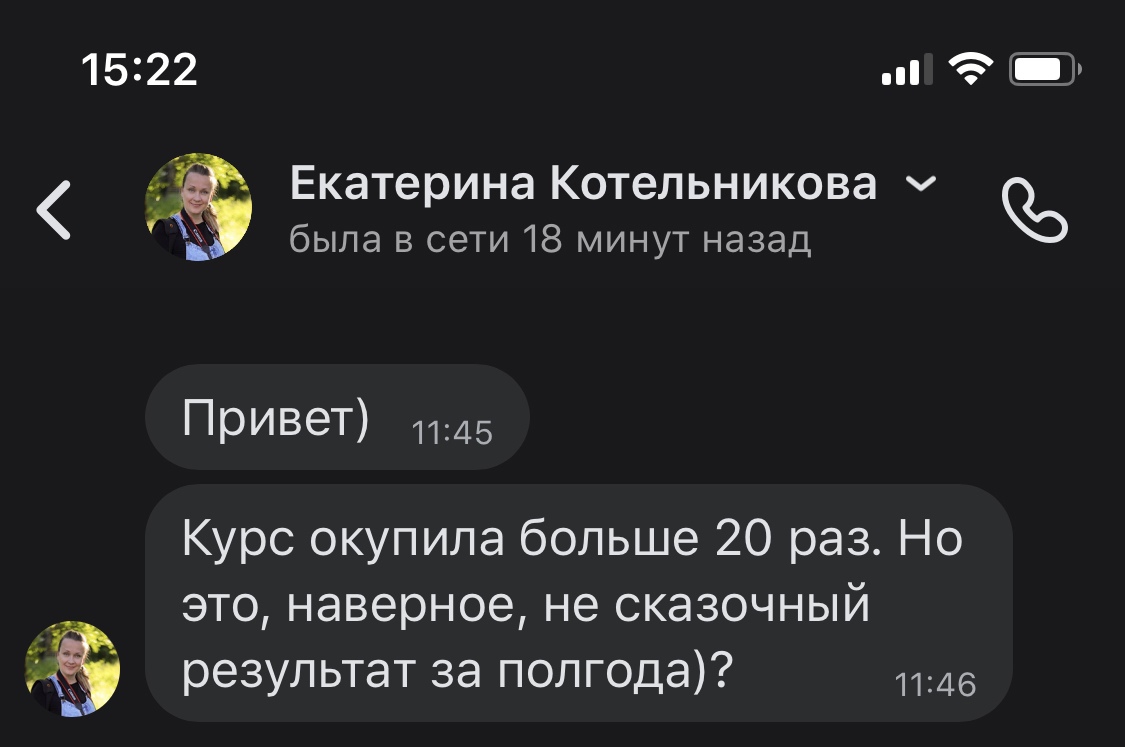 15:22
Екатерина Котельникова
была в сети 18 минут назад
Привет) 11:45
Курс окупила больше 20 раз. Но
это, наверное, не сказочный
результат за полгода)? 11:46